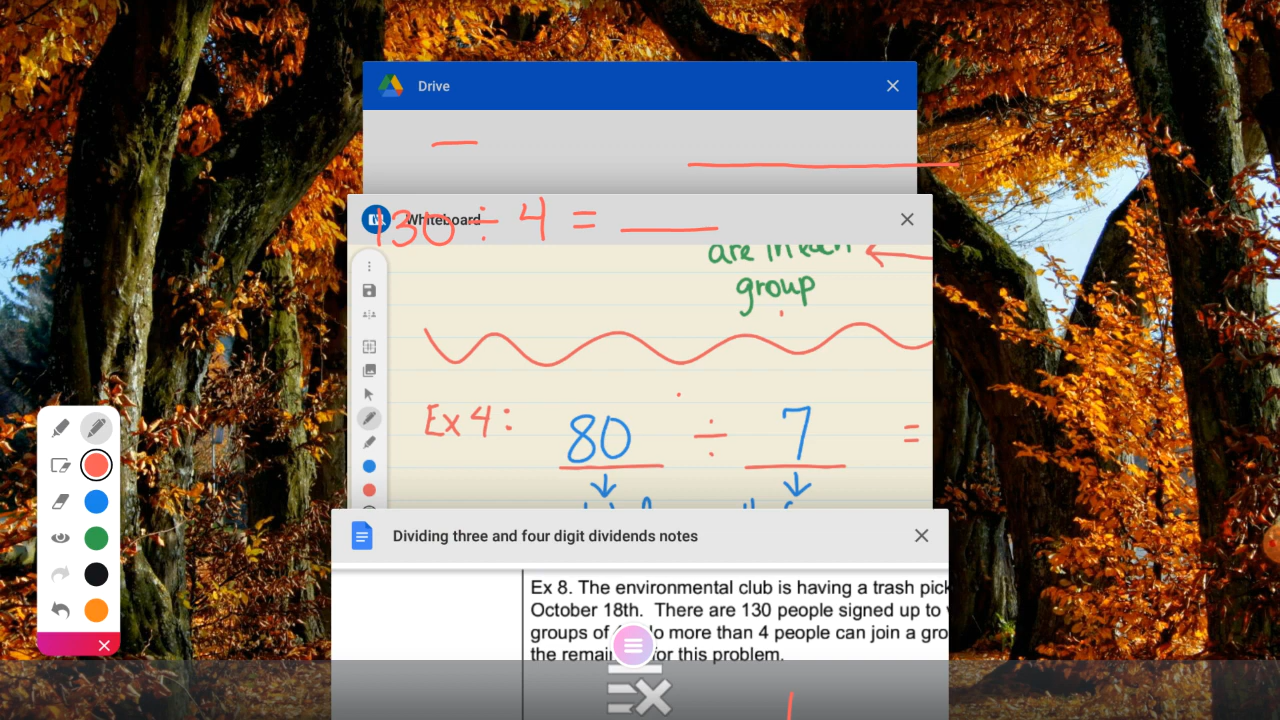 Drive
Whiteboard
130 ÷ 4 = ____
are in each
group
Ex 4: 80 ÷ 7 =
Dividing three and four digit dividends notes
Ex 8. The environmental club is having a trash pick
October 18th. There are 130 people signed up to
groups of more than 4 people can join a gro
the for this problem.